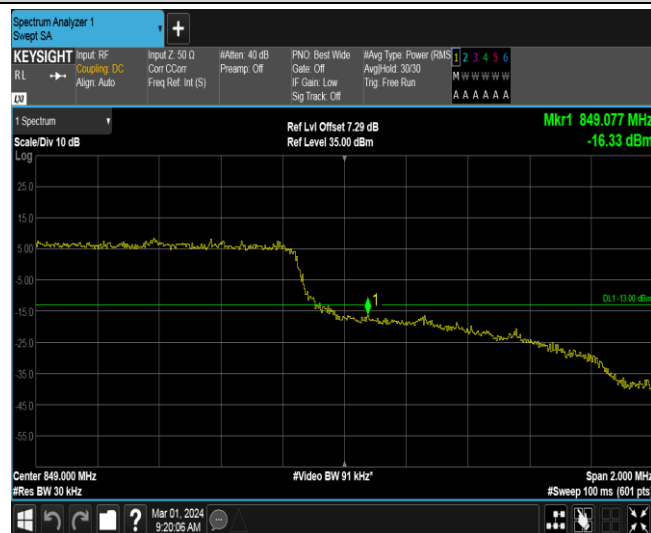 Spectrum Analyzer 1
Swept SA
+
KEYSIGHT
RL
Input: RF
Coupling: DC
Align: Auto
Input Z: 50 Ω
Corr CCorr
Freq Ref: Int (S)
#Atten: 40 dB
Preamp: Off
PNO: Best Wide
Gate: Off
IF Gain: Low
Sig Track: Off
#Avg Type: Power (RMS
Avg|Hold: 30/30
Trig: Free Run
1 2 3 4 5 6
M W W W W W
A A A A A A
1 Spectrum
Scale/Div 10 dB
Log
Ref Lvl Offset 7.29 dB
Ref Level 35.00 dBm
Mkr1 849.077 MHz
-16.33 dBm
25.0
15.0
5.00
-5.00
-15.0
-25.0
-35.0
-45.0
-55.0
1
DL1 -13.00 dBm
Center 849.000 MHz
#Res BW 30 kHz
#Video BW 91 kHz*
Span 2.000 MHz
#Sweep 100 ms (601 pts)
?
Mar 01, 2024
9:20:06 AM